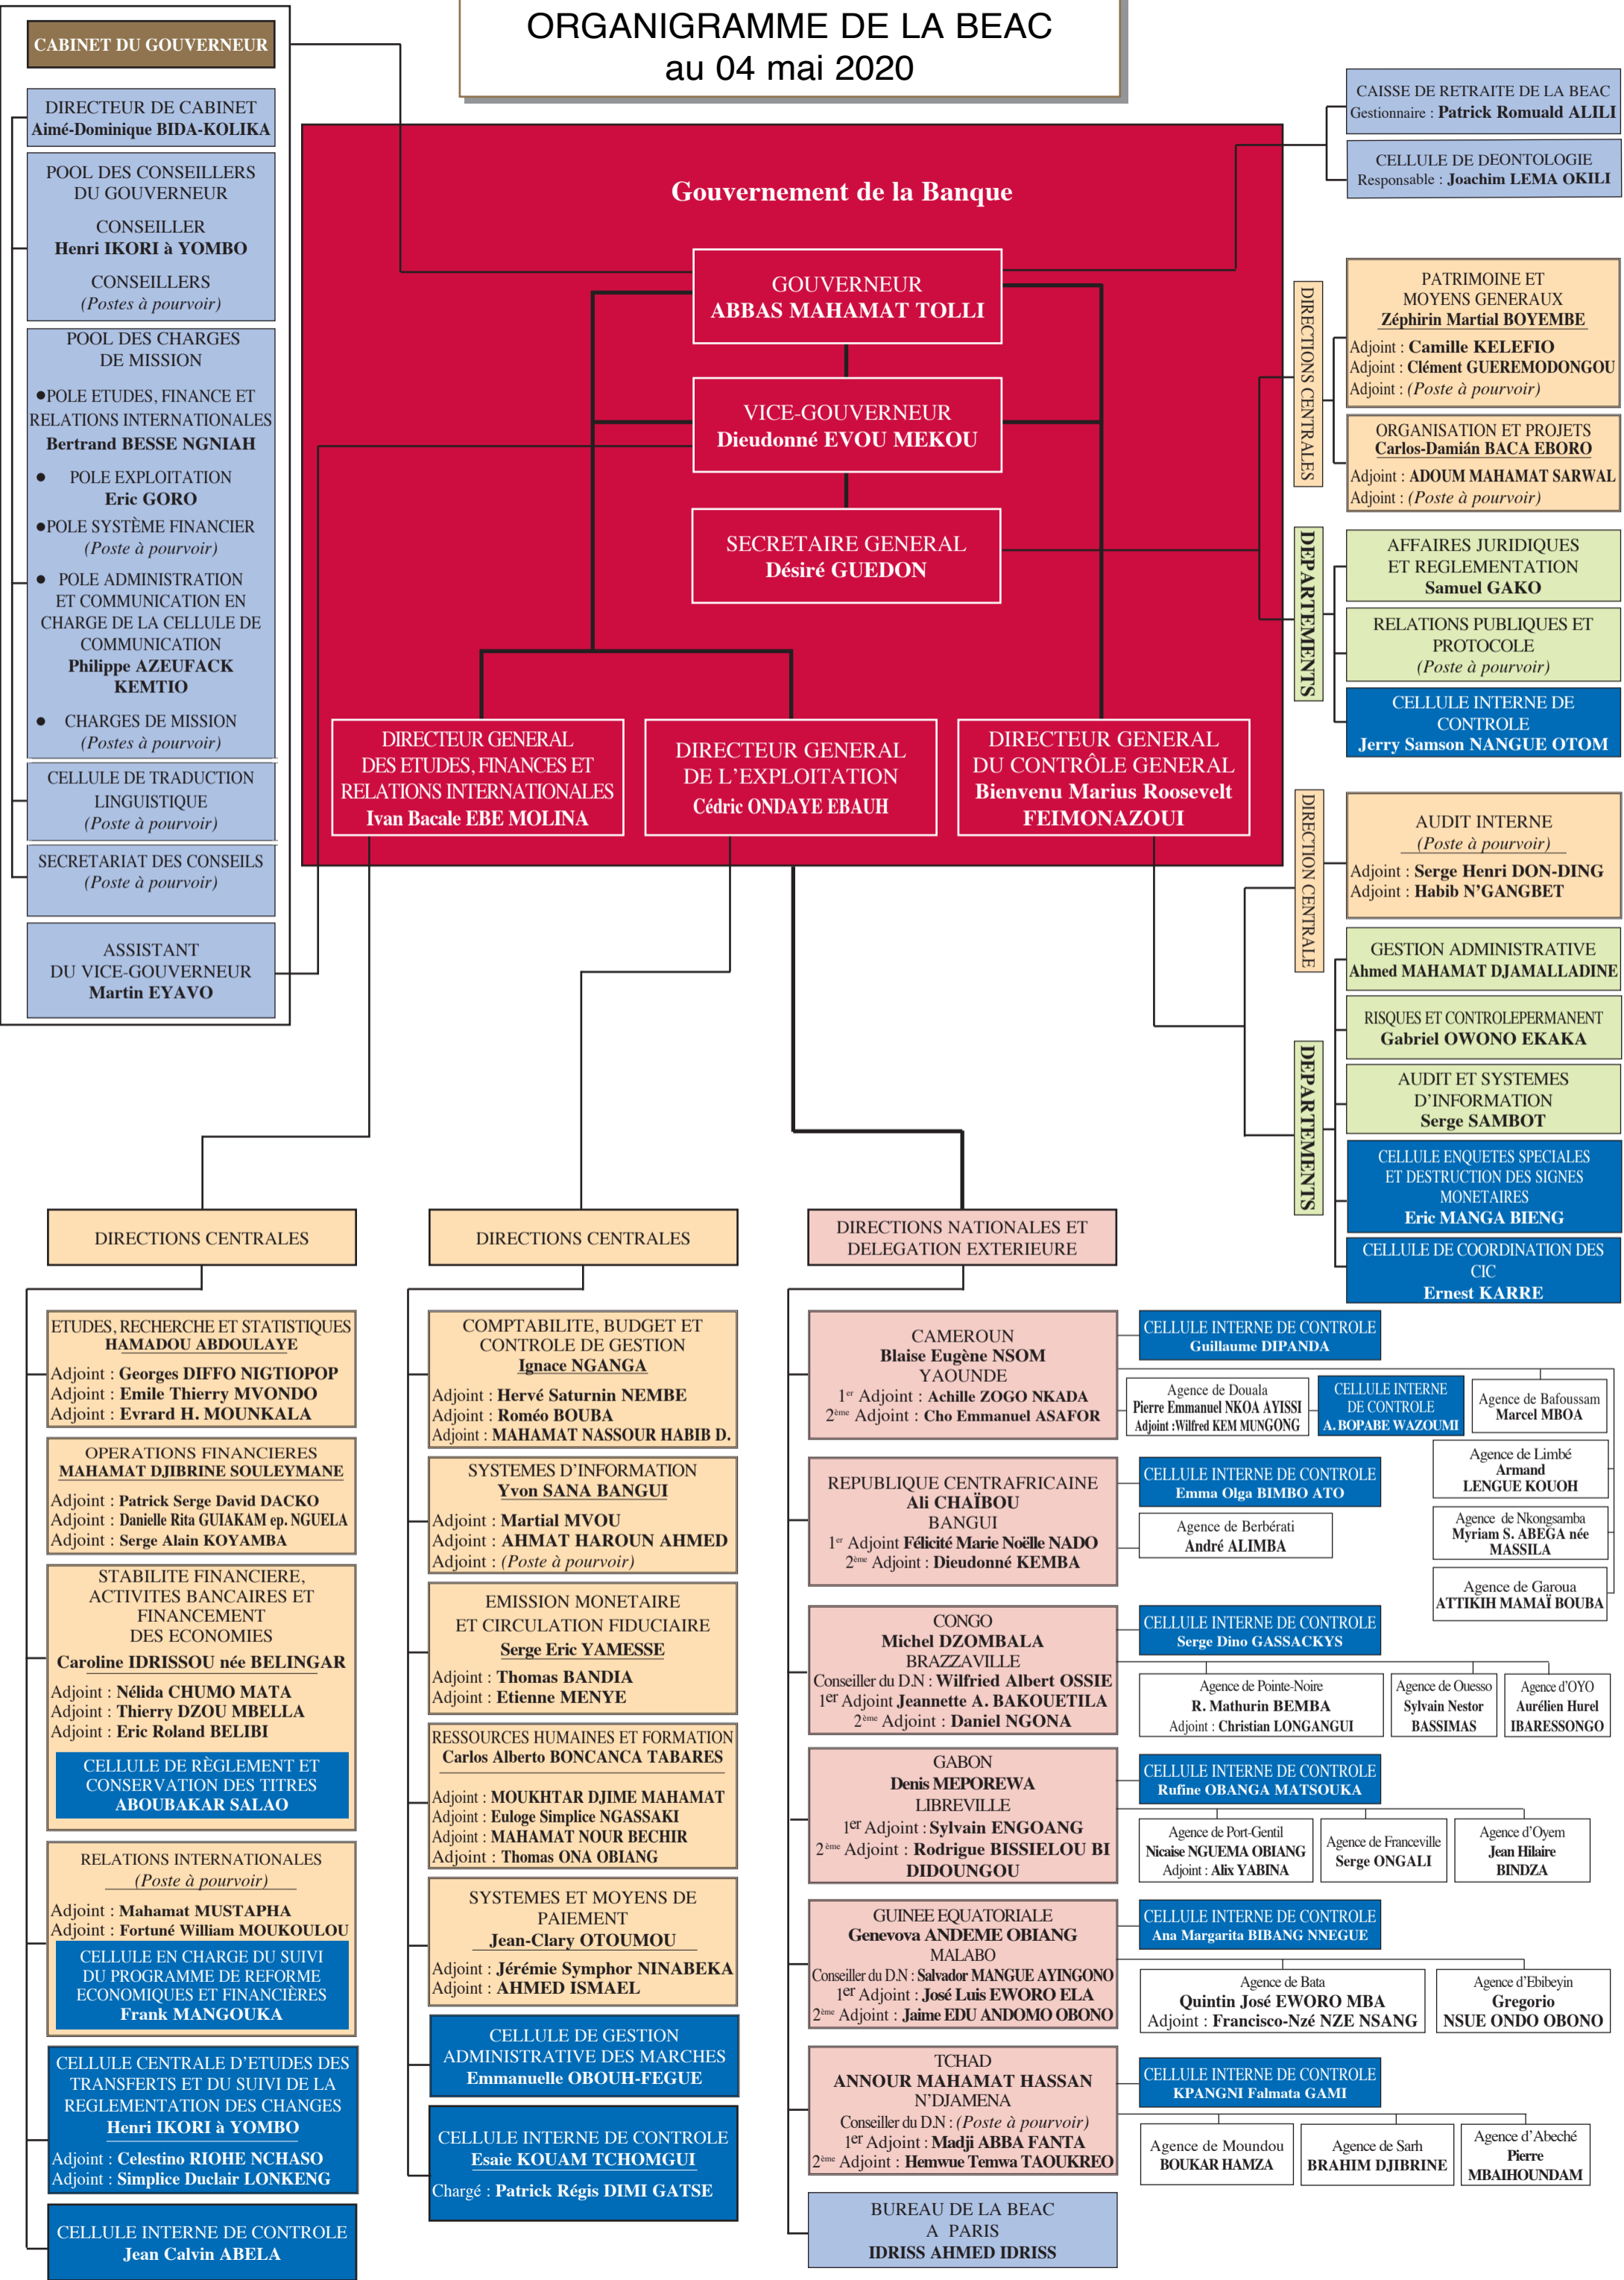 ORGANIGRAMME DE LA BEAC
au 04 mai 2020
CABINET DU GOUVERNEUR
DIRECTEUR DE CABINET
Aimé-Dominique BIDA-KOLIKA
POOL DES CONSEILLERS
DU GOUVERNEUR
CONSEILLER
Henri IKORI à YOMBO
CONSEILLERS
(Postes à pourvoir)
POOL DES CHARGES
DE MISSION
●POLE ETUDES, FINANCE ET
RELATIONS INTERNATIONALES
Bertrand BESSE NGNIAH
● POLE EXPLOITATION
Eric GORO
●POLE SYSTÈME FINANCIER
(Poste à pourvoir)
● POLE ADMINISTRATION
ET COMMUNICATION EN
CHARGE DE LA CELLULE DE
COMMUNICATION
Philippe AZEUFACK
KEMTIO
● CHARGES DE MISSION
(Postes à pourvoir)
CELLULE DE TRADUCTION
LINGUISTIQUE
(Poste à pourvoir)
SECRETARIAT DES CONSEILS
(Poste à pourvoir)
ASSISTANT
DU VICE-GOUVERNEUR
Martin EYAVO
Gouvernement de la Banque
GOUVERNEUR
ABBAS MAHAMAT TOLLI
VICE-GOUVERNEUR
Dieudonné EVOU MEKOU
SECRETAIRE GENERAL
Désiré GUEDON
DIRECTEUR GENERAL
DES ETUDES, FINANCES ET
RELATIONS INTERNATIONALES
Ivan Bacale EBE MOLINA
DIRECTEUR GENERAL
DE L'EXPLOITATION
Cédric ONDAYE EBAUH
DIRECTEUR GENERAL
DU CONTRÔLE GENERAL
Bienvenu Marius Roosevelt
FEIMONAZOUI
CAISSE DE RETRAITE DE LA BEAC
Gestionnaire : Patrick Romuald ALILI
CELLULE DE DEONTOLOGIE
Responsable : Joachim LEMA OKILI
DIRECTIONS CENTRALES
PATRIMOINE ET
MOYENS GENERAUX
Zéphirin Martial BOYEMBE
Adjoint : Camille KELEFIO
Adjoint : Clément GUEREMODONGOU
Adjoint : (Poste à pourvoir)
ORGANISATION ET PROJETS
Carlos-Damián BACA EBORO
Adjoint : ADOUM MAHAMAT SARWAL
Adjoint : (Poste à pourvoir)
DEPARTEMENTS
AFFAIRES JURIDIQUES
ET REGLEMENTATION
Samuel GAKO
RELATIONS PUBLIQUES ET
PROTOCOLE
(Poste à pourvoir)
CELLULE INTERNE DE
CONTROLE
Jerry Samson NANGUE OTOM
DIRECTION CENTRALE
AUDIT INTERNE
(Poste à pourvoir)
Adjoint : Serge Henri DON-DING
Adjoint : Habib N'GANGBET
DEPARTEMENTS
GESTION ADMINISTRATIVE
Ahmed MAHAMAT DJAMALLADINE
RISQUES ET CONTROLEPERMANENT
Gabriel OWONO EKAKA
AUDIT ET SYSTEMES
D'INFORMATION
Serge SAMBOT
CELLULE ENQUETES SPECIALES
ET DESTRUCTION DES SIGNES
MONETAIRES
Eric MANGA BIENG
CELLULE DE COORDINATION DES
CIC
Ernest KARRE
DIRECTIONS CENTRALES
ETUDES, RECHERCHE ET STATISTIQUES
HAMADOU ABDOULAYE
Adjoint : Georges DIFFO NIGTIOPOP
Adjoint : Emile Thierry MVONDO
Adjoint : Evrard H. MOUNKALA
OPERATIONS FINANCIERES
MAHAMAT DJIBRINE SOULEYMANE
Adjoint : Patrick Serge David DACKO
Adjoint : Danielle Rita GUIAKAM ep. NGUELA
Adjoint : Serge Alain KOYAMBA
STABILITE FINANCIERE,
ACTIVITES BANCAIRES ET
FINANCEMENT
DES ECONOMIES
Caroline IDRISSOU née BELINGAR
Adjoint : Nélida CHUMO MATA
Adjoint : Thierry DZOU MBELLA
Adjoint : Eric Roland BELIBI
CELLULE DE RÈGLEMENT ET
CONSERVATION DES TITRES
ABOUBAKAR SALAO
RELATIONS INTERNATIONALES
(Poste à pourvoir)
Adjoint : Mahamat MUSTAPHA
Adjoint : Fortuné William MOUKOULOU
CELLULE EN CHARGE DU SUIVI
DU PROGRAMME DE REFORME
ECONOMIQUES ET FINANCIÈRES
Frank MANGOUKA
CELLULE CENTRALE D'ETUDES DES
TRANSFERTS ET DU SUIVI DE LA
REGLEMENTATION DES CHANGES
Henri IKORI à YOMBO
Adjoint : Celestino RIOHE NCHASO
Adjoint : Simplice Duclair LONKENG
CELLULE INTERNE DE CONTROLE
Jean Calvin ABELA
DIRECTIONS CENTRALES
COMPTABILITE, BUDGET ET
CONTROLE DE GESTION
Ignace NGANGA
Adjoint : Hervé Saturnin NEMBE
Adjoint : Roméo BOUBA
Adjoint : MAHAMAT NASSOUR HABIB D.
SYSTEMES D'INFORMATION
Yvon SANA BANGUI
Adjoint : Martial MVOU
Adjoint : AHMAT HAROUN AHMED
Adjoint : (Poste à pourvoir)
EMISSION MONETAIRE
ET CIRCULATION FIDUCIAIRE
Serge Eric YAMESSE
Adjoint : Thomas BANDIA
Adjoint : Etienne MENYE
RESSOURCES HUMAINES ET FORMATION
Carlos Alberto BONCANCA TABARES
Adjoint : MOUKHTAR DJIME MAHAMAT
Adjoint : Euloge Simplice NGASSAKI
Adjoint : MAHAMAT NOUR BECHIR
Adjoint : Thomas ONA OBIANG
SYSTEMES ET MOYENS DE
PAIEMENT
Jean-Clary OTOUMOU
Adjoint : Jérémie Symphor NINABEKA
Adjoint : AHMED ISMAEL
CELLULE DE GESTION
ADMINISTRATIVE DES MARCHES
Emmanuelle OBOUH-FEGUE
CELLULE INTERNE DE CONTROLE
Esaie KOUAM TCHOMGUI
Chargé : Patrick Régis DIMI GATSE
DIRECTIONS NATIONALES ET
DELEGATION EXTERIEURE
CAMEROUN
Blaise Eugène NSOM
YAOUNDE
1er Adjoint : Achille ZOGO NKADA
2ème Adjoint : Cho Emmanuel ASAFOR
CELLULE INTERNE DE CONTROLE
Guillaume DIPANDA
Agence de Douala
Pierre Emmanuel NKOA AYISSI
Adjoint :Wilfred KEM MUNGONG
CELLULE INTERNE
DE CONTROLE
A. BOPABE WAZOUMI
Agence de Bafoussam
Marcel MBOA
Agence de Limbé
Armand
LENGUE KOUOH
Agence de Nkongsamba
Myriam S. ABEGA née
MASSILA
Agence de Garoua
ATTIKIH MAMAÏ BOUBA
REPUBLIQUE CENTRAFRICAINE
Ali CHAÏBOU
BANGUI
1er Adjoint Félicité Marie Noëlle NADO
2ème Adjoint : Dieudonné KEMBA
CELLULE INTERNE DE CONTROLE
Emma Olga BIMBO ATO
Agence de Berbérati
André ALIMBA
CONGO
Michel DZOMBALA
BRAZZAVILLE
Conseiller du D.N : Wilfried Albert OSSIE
1er Adjoint Jeannette A. BAKOUETILA
2ème Adjoint : Daniel NGONA
CELLULE INTERNE DE CONTROLE
Serge Dino GASSACKYS
Agence de Pointe-Noire
R. Mathurin BEMBA
Adjoint : Christian LONGANGUI
Agence de Ouesso
Sylvain Nestor
BASSIMAS
Agence d'OYO
Aurélien Hurel
IBARESSONGO
GABON
Denis MEPOREWA
LIBREVILLE
1er Adjoint : Sylvain ENGOANG
2ème Adjoint : Rodrigue BISSIELOU BI
DIDOUNGOU
CELLULE INTERNE DE CONTROLE
Rufine OBANGA MATSOUKA
Agence de Port-Gentil
Nicaise NGUEMA OBIANG
Adjoint : Alix YABINA
Agence de Franceville
Serge ONGALI
Agence d'Oyem
Jean Hilaire
BINDZA
GUINEE EQUATORIALE
Genevova ANDEME OBIANG
MALABO
Conseiller du D.N : Salvador MANGUE AYINGONO
1er Adjoint : José Luis EWORO ELA
2ème Adjoint : Jaime EDU ANDOMO OBONO
CELLULE INTERNE DE CONTROLE
Ana Margarita BIBANG NNEGUE
Agence de Bata
Quintin José EWORO MBA
Adjoint : Francisco-Nzé NZE NSANG
Agence d'Ebibeyin
Gregorio
NSUE ONDO OBONO
TCHAD
ANNOUR MAHAMAT HASSAN
N'DJAMENA
Conseiller du D.N : (Poste à pourvoir)
1er Adjoint : Madji ABBA FANTA
2ème Adjoint : Hemwue Temwa TAOUKREO
CELLULE INTERNE DE CONTROLE
KPANGNI Falmata GAMI
Agence de Moundou
BOUKAR HAMZA
Agence de Sarh
BRAHIM DJIBRINE
Agence d'Abeché
Pierre
MBAIHOUNDAM
BUREAU DE LA BEAC
A PARIS
IDRISS AHMED IDRISS